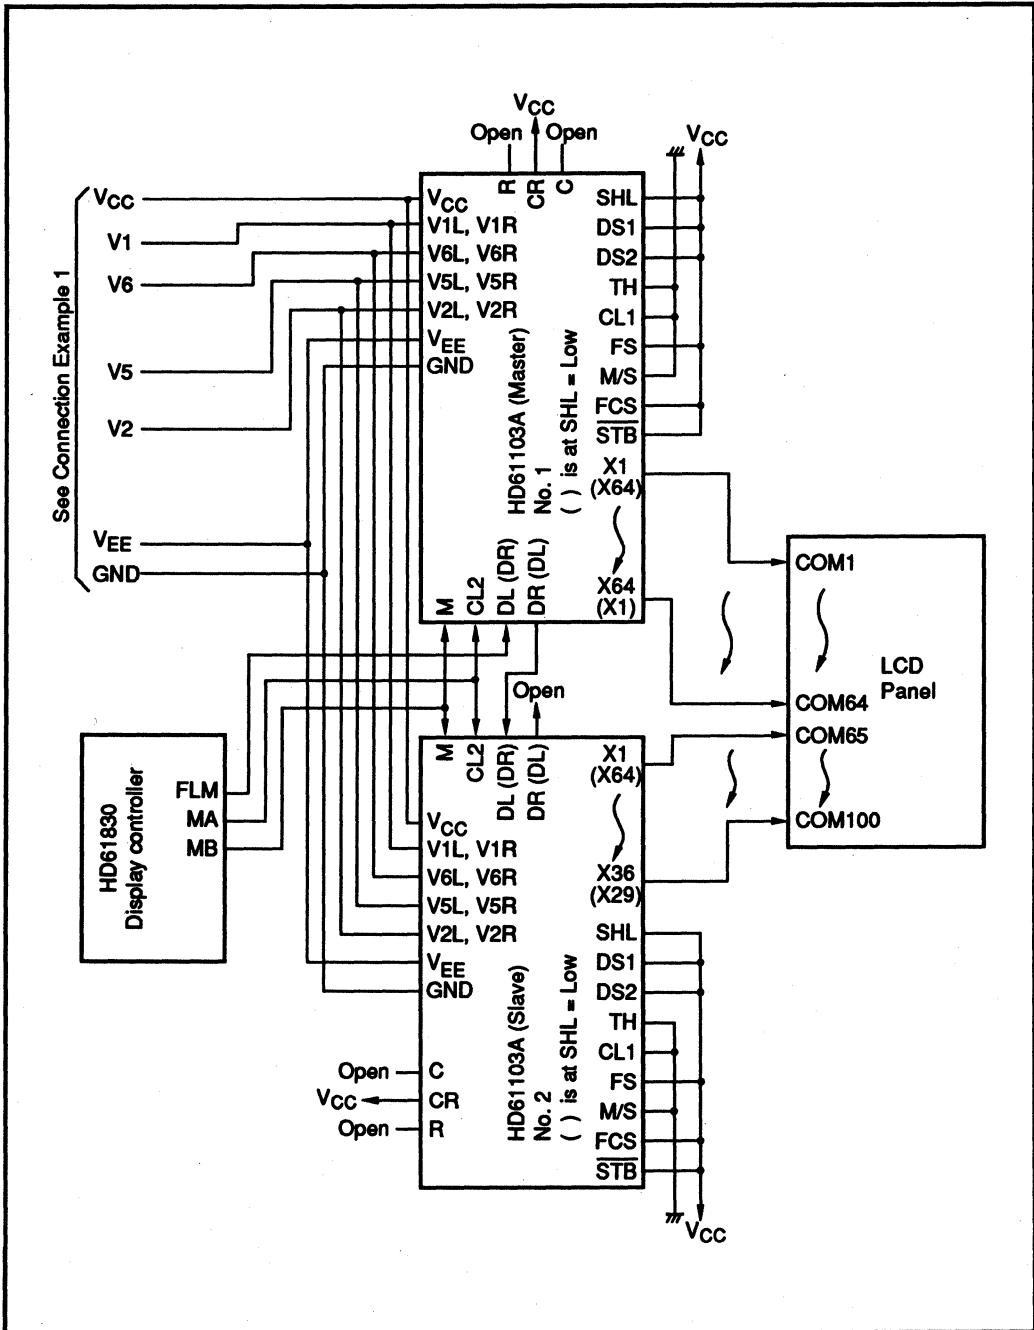 VCC
Open
Open
VCC
R
CR
C
See Connection Example 1
VCC
V1
V6
V5
V2
VEE
GND
VCC
V1L, V1R
V6L, V6R
V5L, V5R
V2L, V2R
VEE
GND
HD61103A (Master)
No. 1
( ) is at SHL = Low
SHL
DS1
DS2
TH
CL1
FS
M/S
FCS
STB
X1
(X64)
X64
(X1)
M
CL2
DL (DR)
DR (DL)
Open
COM1
COM64
COM65
COM100
LCD
Panel
HD61830
Display controller
FLM
MA
MB
M
CL2
DL (DR)
DR (DL)
X1
(X64)
X36
(X29)
VCC
V1L, V1R
V6L, V6R
V5L, V5R
V2L, V2R
VEE
GND
HD61103A (Slave)
No. 2
( ) is at SHL = Low
SHL
DS1
DS2
TH
CL1
FS
M/S
FCS
STB
Open
C
VCC
CR
Open
R
VCC